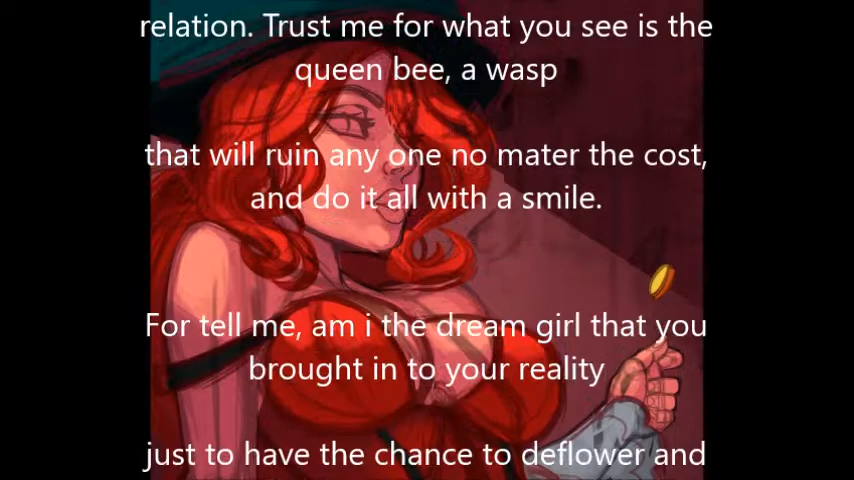 relation. Trust me for what you see is the
queen bee, a wasp
that will ruin any one no mater the cost,
and do it all with a smile.
For tell me, am i the dream girl that you
brought in to your reality
just to have the chance to deflower and